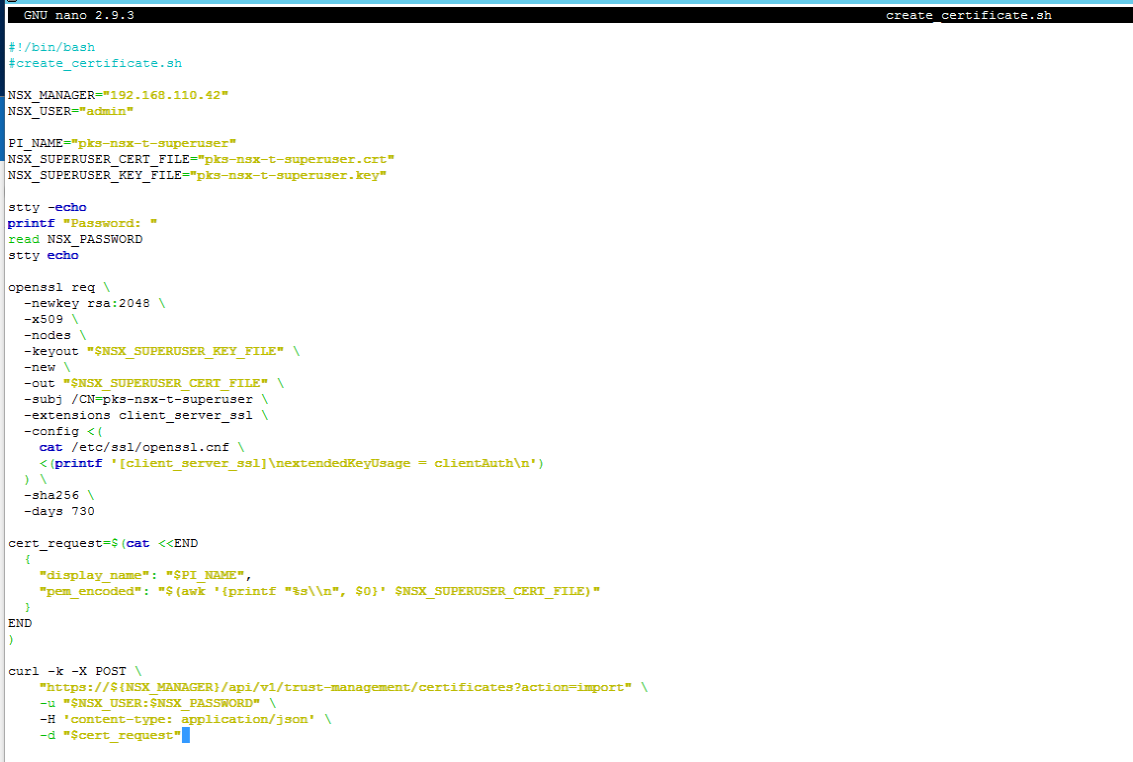 GNU nano 2.9.3 create_certificate.sh
#!/bin/bash
#create_certificate.sh
NSX_MANAGER="192.168.110.42"
NSX_USER="admin"
PI_NAME="pks-nsx-t-superuser"
NSX_SUPERUSER_CERT_FILE="pks-nsx-t-superuser.crt"
NSX_SUPERUSER_KEY_FILE="pks-nsx-t-superuser.key"
stty -echo
printf "Password: "
read NSX_PASSWORD
stty echo
openssl req \
  -newkey rsa:2048 \
  -x509 \
  -nodes \
  -keyout "$NSX_SUPERUSER_KEY_FILE" \
  -new \
  -out "$NSX_SUPERUSER_CERT_FILE" \
  -subj /CN=pks-nsx-t-superuser \
  -extensions client_server_ssl \
  -config <(
    cat /etc/ssl/openssl.cnf \
    <(printf '[client_server_ssl]\nextendedKeyUsage = clientAuth\n')
  ) \
  -sha256 \
  -days 730
cert_request=$(cat <<END
  {
    "display_name": "$PI_NAME",
    "pem_encoded": "$(awk '{printf "%s\\n", $0}' $NSX_SUPERUSER_CERT_FILE)"
  }
END
)
curl -k -X POST \
    "https://${NSX_MANAGER}/api/v1/trust-management/certificates?action=import" \
    -u "$NSX_USER:$NSX_PASSWORD" \
    -H 'content-type: application/json' \
    -d "$cert_request"